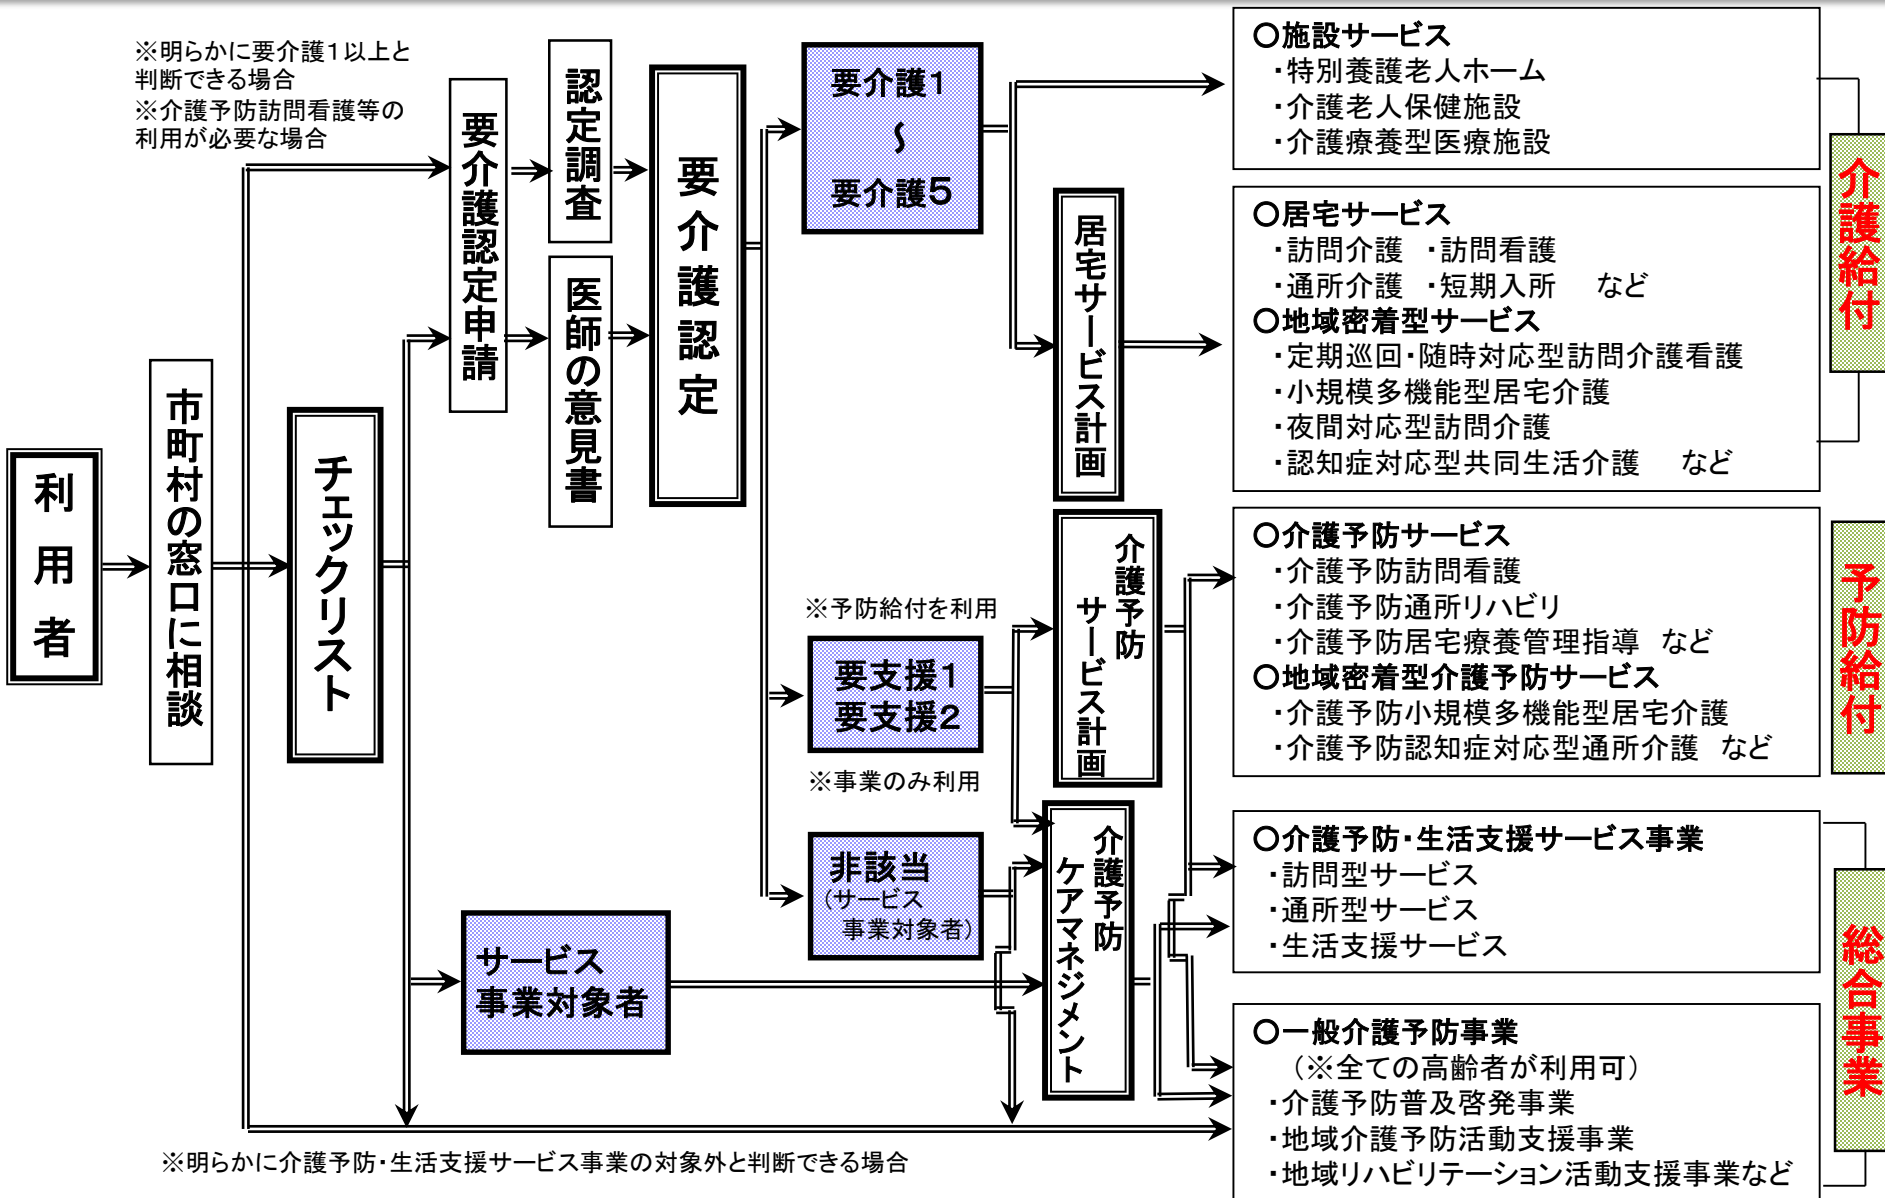 ※明らかに要介護1以上と
判断できる場合
※介護予防訪問看護等の
利用が必要な場合
利用者
市町村の窓口に相談
チェックリスト
要介護認定申請
認定調査
医師の意見書
要介護認定
要介護1
〜
要介護5
※予防給付を利用
要支援1
要支援2
※事業のみ利用
非該当
(サービス
事業対象者)
サービス
事業対象者
居宅サービス計画
介護予防
サービス計画
介護予防
ケアマネジメント
○施設サービス
・特別養護老人ホーム
・介護老人保健施設
・介護療養型医療施設
○居宅サービス
・訪問介護 ・訪問看護
・通所介護 ・短期入所 など
○地域密着型サービス
・定期巡回・随時対応型訪問介護看護
・小規模多機能型居宅介護
・夜間対応型訪問介護
・認知症対応型共同生活介護 など
介護給付
○介護予防サービス
・介護予防訪問看護
・介護予防通所リハビリ
・介護予防居宅療養管理指導 など
○地域密着型介護予防サービス
・介護予防小規模多機能型居宅介護
・介護予防認知症対応型通所介護 など
予防給付
○介護予防・生活支援サービス事業
・訪問型サービス
・通所型サービス
・生活支援サービス
○一般介護予防事業
(※全ての高齢者が利用可)
・介護予防普及啓発事業
・地域介護予防活動支援事業
・地域リハビリテーション活動支援事業など
総合事業
※明らかに介護予防・生活支援サービス事業の対象外と判断できる場合